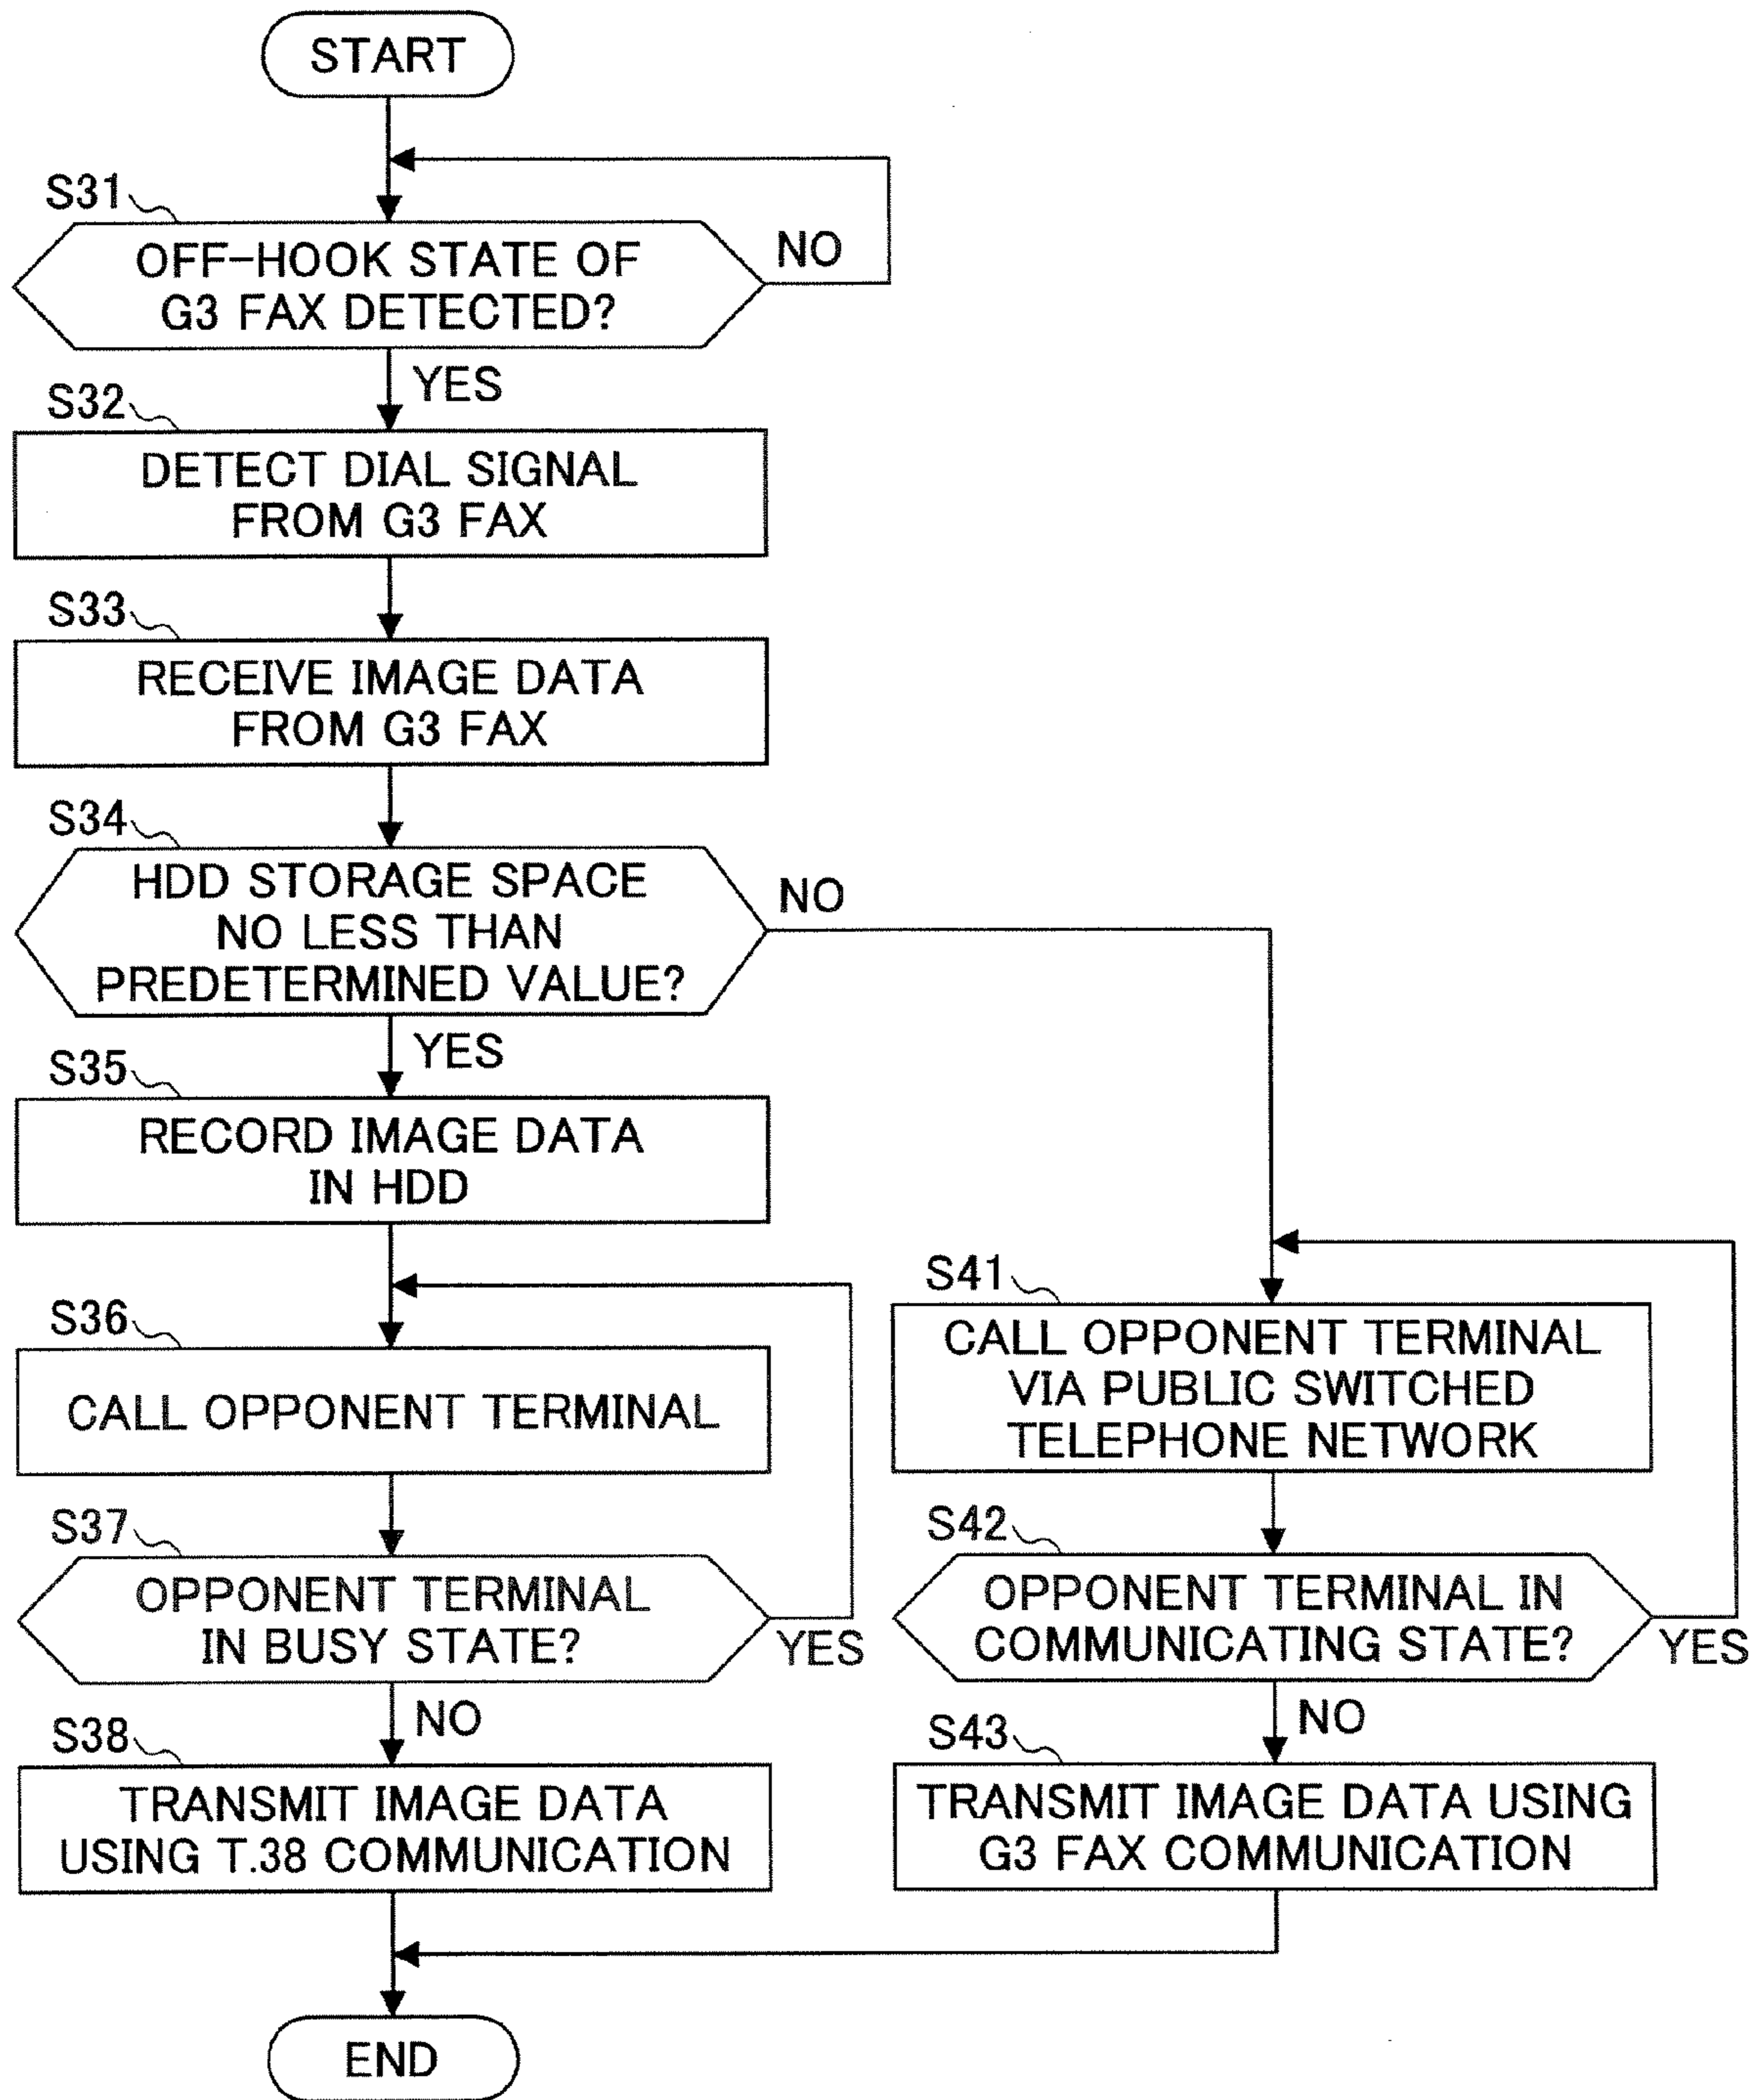 START
S31
OFF-HOOK STATE OF
G3 FAX DETECTED?
NO
YES
S32
DETECT DIAL SIGNAL
FROM G3 FAX
S33
RECEIVE IMAGE DATA
FROM G3 FAX
S34
HDD STORAGE SPACE
NO LESS THAN
PREDETERMINED VALUE?
NO
YES
S35
RECORD IMAGE DATA
IN HDD
S36
CALL OPPONENT TERMINAL
S37
OPPONENT TERMINAL
IN BUSY STATE?
YES
NO
S38
TRANSMIT IMAGE DATA
USING T.38 COMMUNICATION
S41
CALL OPPONENT TERMINAL
VIA PUBLIC SWITCHED
TELEPHONE NETWORK
S42
OPPONENT TERMINAL IN
COMMUNICATING STATE?
YES
NO
S43
TRANSMIT IMAGE DATA USING
G3 FAX COMMUNICATION
END